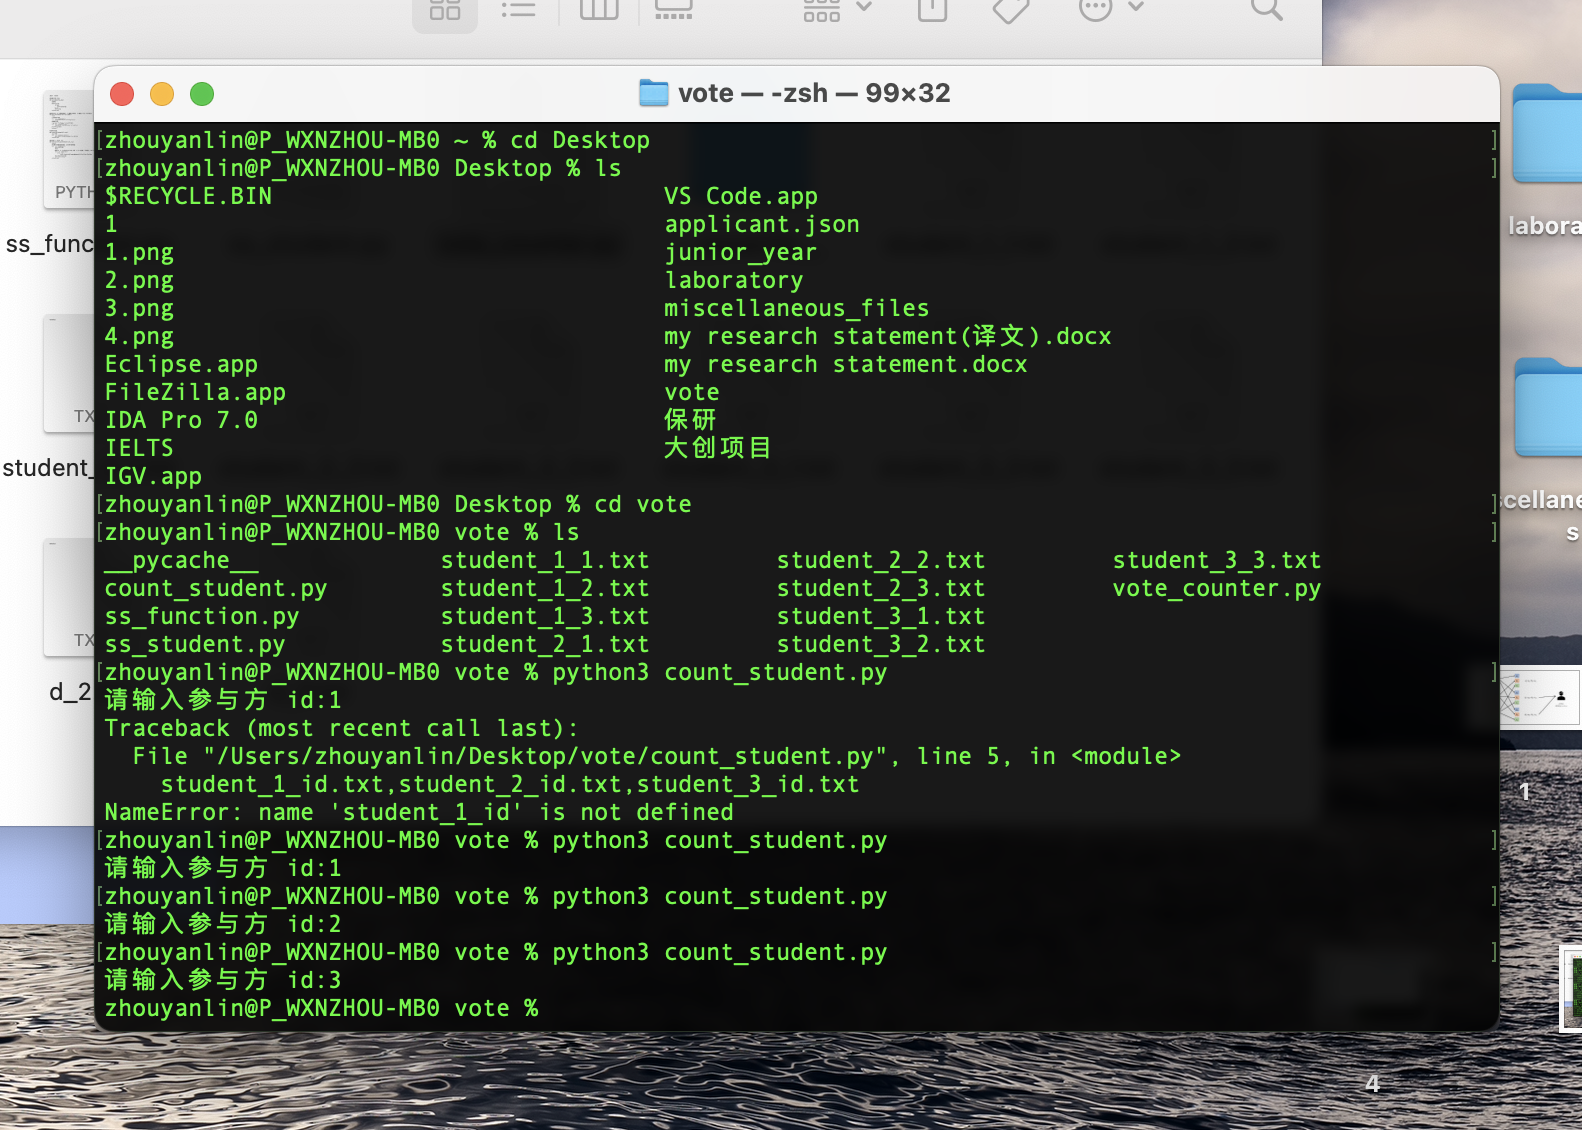 vote — -zsh — 99×32
zhouyanlin@P_WXNZHOU-MB0 ~ % cd Desktop
zhouyanlin@P_WXNZHOU-MB0 Desktop % ls
$RECYCLE.BIN VS Code.app
1 applicant.json
1.png junior_year
2.png laboratory
3.png miscellaneous_files
4.png my research statement(译文).docx
Eclipse.app my research statement.docx
FileZilla.app vote
IDA Pro 7.0 保研
IELTS 大创项目
IGV.app
zhouyanlin@P_WXNZHOU-MB0 Desktop % cd vote
zhouyanlin@P_WXNZHOU-MB0 vote % ls
__pycache__ student_1_1.txt student_2_2.txt student_3_3.txt
count_student.py student_1_2.txt student_2_3.txt vote_counter.py
ss_function.py student_1_3.txt student_3_1.txt
ss_student.py student_2_1.txt student_3_2.txt
zhouyanlin@P_WXNZHOU-MB0 vote % python3 count_student.py
请输入参与方 id:1
Traceback (most recent call last):
File "/Users/zhouyanlin/Desktop/vote/count_student.py", line 5, in <module>
student_1_id.txt,student_2_id.txt,student_3_id.txt
NameError: name 'student_1_id' is not defined
zhouyanlin@P_WXNZHOU-MB0 vote % python3 count_student.py
请输入参与方 id:1
zhouyanlin@P_WXNZHOU-MB0 vote % python3 count_student.py
请输入参与方 id:2
zhouyanlin@P_WXNZHOU-MB0 vote % python3 count_student.py
请输入参与方 id:3
zhouyanlin@P_WXNZHOU-MB0 vote %
PYTH
ss_func
TX
student_
TX
d_2
labora
scellane
s
1
4